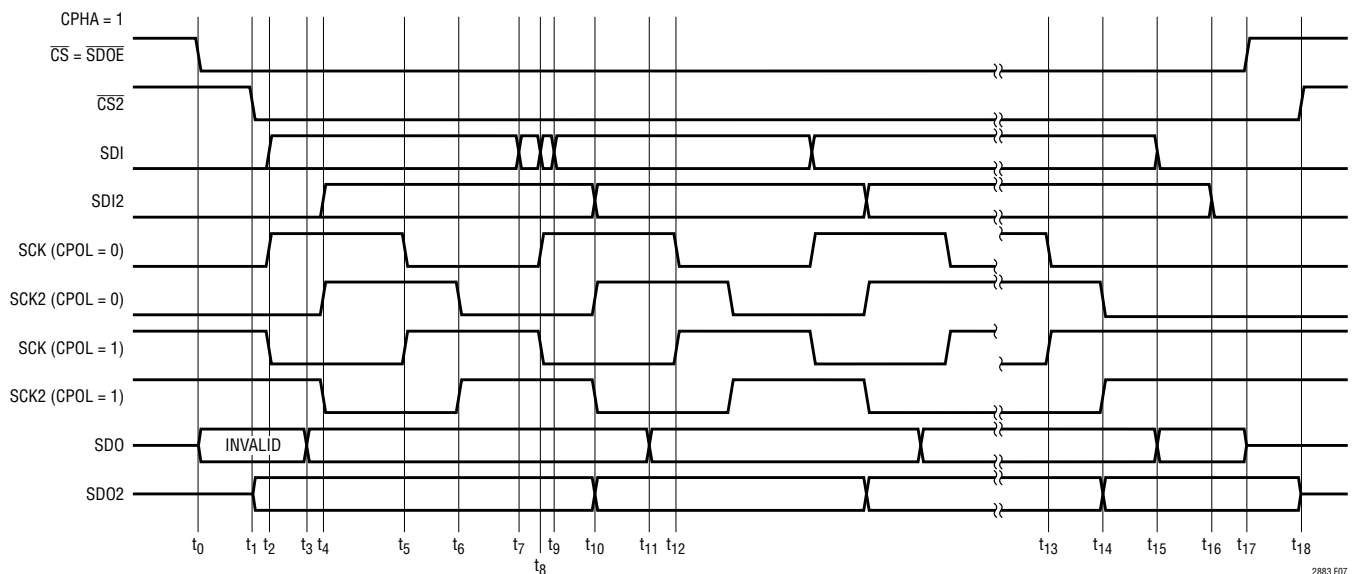 CPHA = 1
CS = SDOE
CS2
SDI
SDI2
SCK (CPOL = 0)
SCK2 (CPOL = 0)
SCK (CPOL = 1)
SCK2 (CPOL = 1)
SDO
INVALID
SDO2
t0 t1 t2 t3 t4 t5 t6 t7 t8 t9 t10 t11 t12 t13 t14 t15 t16 t17 t18
2883 F07